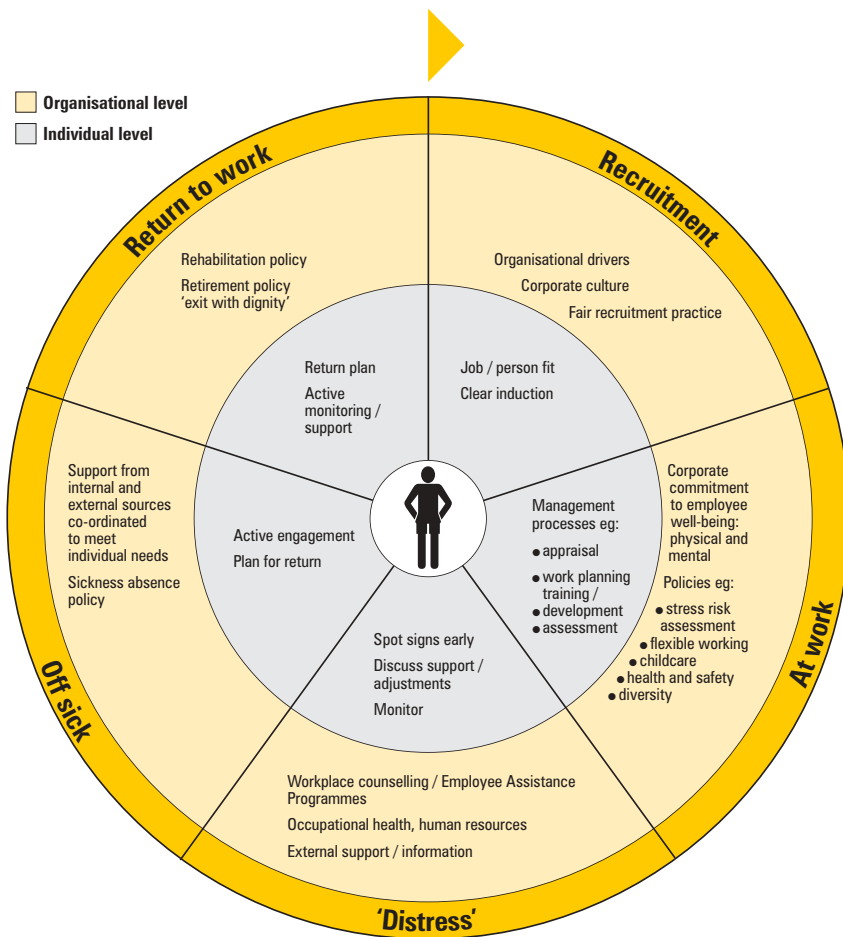 Organisational level
Individual level
Return to work
Recruitment
Rehabilitation policy
Retirement policy
‘exit with dignity’
Organisational drivers
Corporate culture
Fair recruitment practice
Return plan
Active
monitoring /
support
Job / person fit
Clear induction
Support from
internal and
external sources
co-ordinated
to meet
individual needs
Sickness absence
policy
Active engagement
Plan for return
Management
processes eg:
● appraisal
● work planning
training /
● development
● assessment
Corporate
commitment
to employee
well-being:
physical and
mental
Policies eg:
● stress risk
assessment
● flexible working
● childcare
● health and safety
● diversity
Spot signs early
Discuss support /
adjustments
Monitor
Off sick
At work
Workplace counselling / Employee Assistance
Programmes
Occupational health, human resources
External support / information
‘Distress’